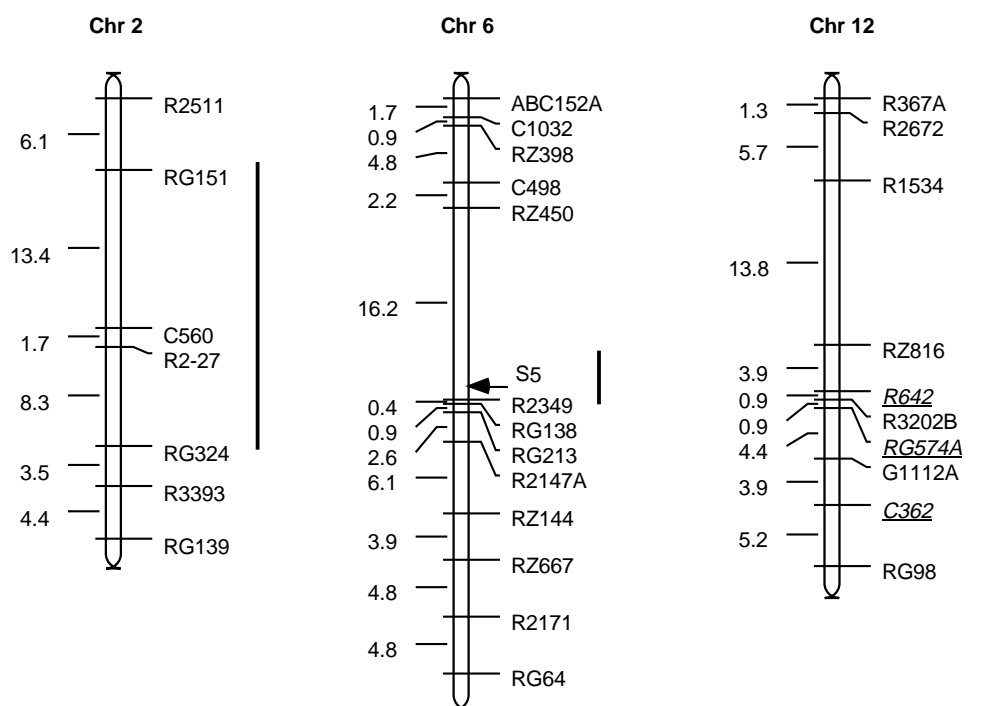 Chr 2
R2511
6.1
RG151
13.4
C560
1.7
R2-27
8.3
RG324
3.5
R3393
4.4
RG139
Chr 6
ABC152A
1.7
C1032
0.9
RZ398
4.8
C498
2.2
RZ450
16.2
S5
R2349
0.4
RG138
0.9
RG213
2.6
R2147A
6.1
RZ144
3.9
RZ667
4.8
R2171
4.8
RG64
Chr 12
R367A
1.3
R2672
5.7
R1534
13.8
RZ816
3.9
R642
0.9
R3202B
0.9
RG574A
4.4
G1112A
3.9
C362
5.2
RG98